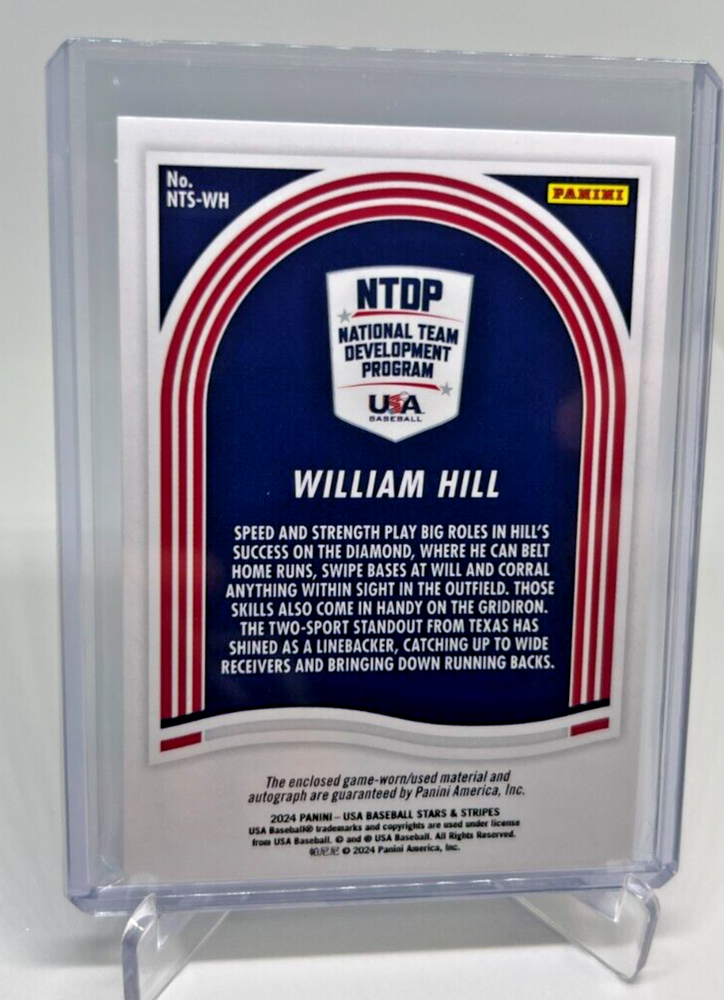 No.
NTS-WH
PANINI
NTDP
NATIONAL TEAM
DEVELOPMENT
PROGRAM
USA
BASEBALL
WILLIAM HILL
SPEED AND STRENGTH PLAY BIG ROLES IN HILL'S
SUCCESS ON THE DIAMOND, WHERE HE CAN BELT
HOME RUNS, SWIPE BASES AT WILL AND CORRAL
ANYTHING WITHIN SIGHT IN THE OUTFIELD. THOSE
SKILLS ALSO COME IN HANDY ON THE GRIDIRON.
THE TWO-SPORT STANDOUT FROM TEXAS HAS
SHINED AS A LINEBACKER, CATCHING UP TO WIDE
RECEIVERS AND BRINGING DOWN RUNNING BACKS.
The enclosed game-worn/used material and
autograph are guaranteed by Panini America, Inc.
2024 PANINI – USA BASEBALL STARS & STRIPES
USA Baseball® trademarks and copyrights are used under license
from USA Baseball. © and ® USA Baseball. All Rights Reserved.
帕尼尼 © 2024 Panini America, Inc.